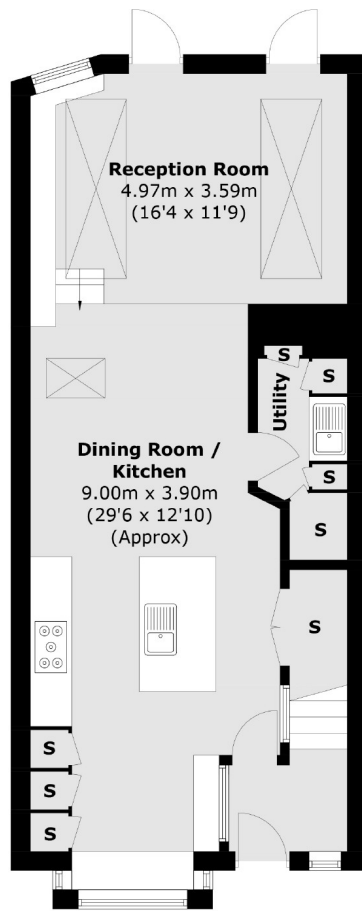 Reception Room
4.97m x 3.59m
(16'4 x 11'9)
S
S
Utility
S
Dining Room /
Kitchen
9.00m x 3.90m
(29'6 x 12'10)
(Approx)
S
S
S
S
S